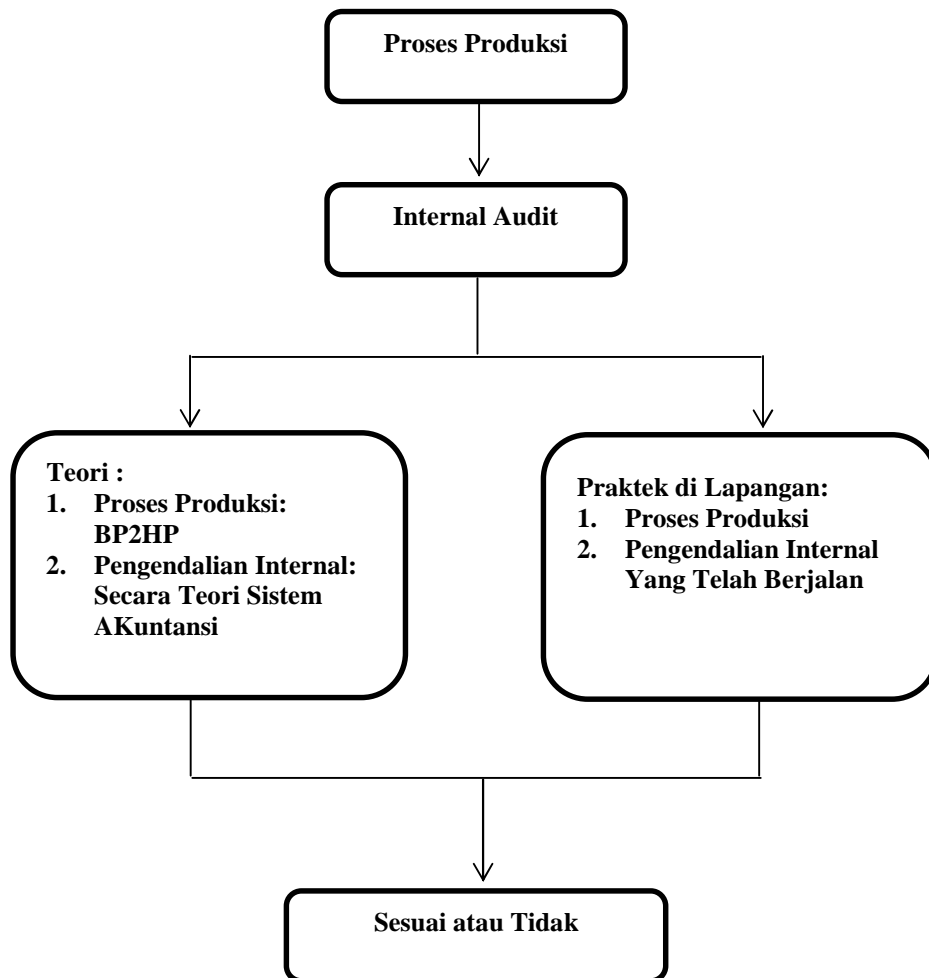 Proses Produksi
Internal Audit
Teori :
1. Proses Produksi:
BP2HP
2. Pengendalian Internal:
Secara Teori Sistem
AKuntansi
Praktek di Lapangan:
1. Proses Produksi
2. Pengendalian Internal
Yang Telah Berjalan
Sesuai atau Tidak